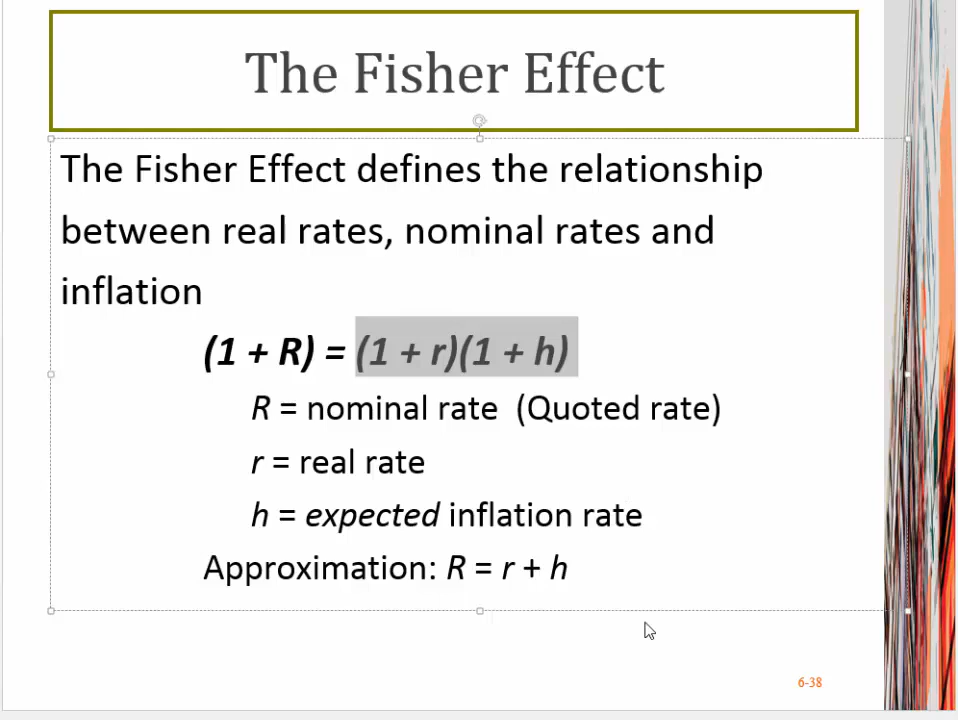 The Fisher Effect
The Fisher Effect defines the relationship
between real rates, nominal rates and
inflation
(1 + R) = (1 + r)(1 + h)
R = nominal rate (Quoted rate)
r = real rate
h = expected inflation rate
Approximation: R = r + h
6-38